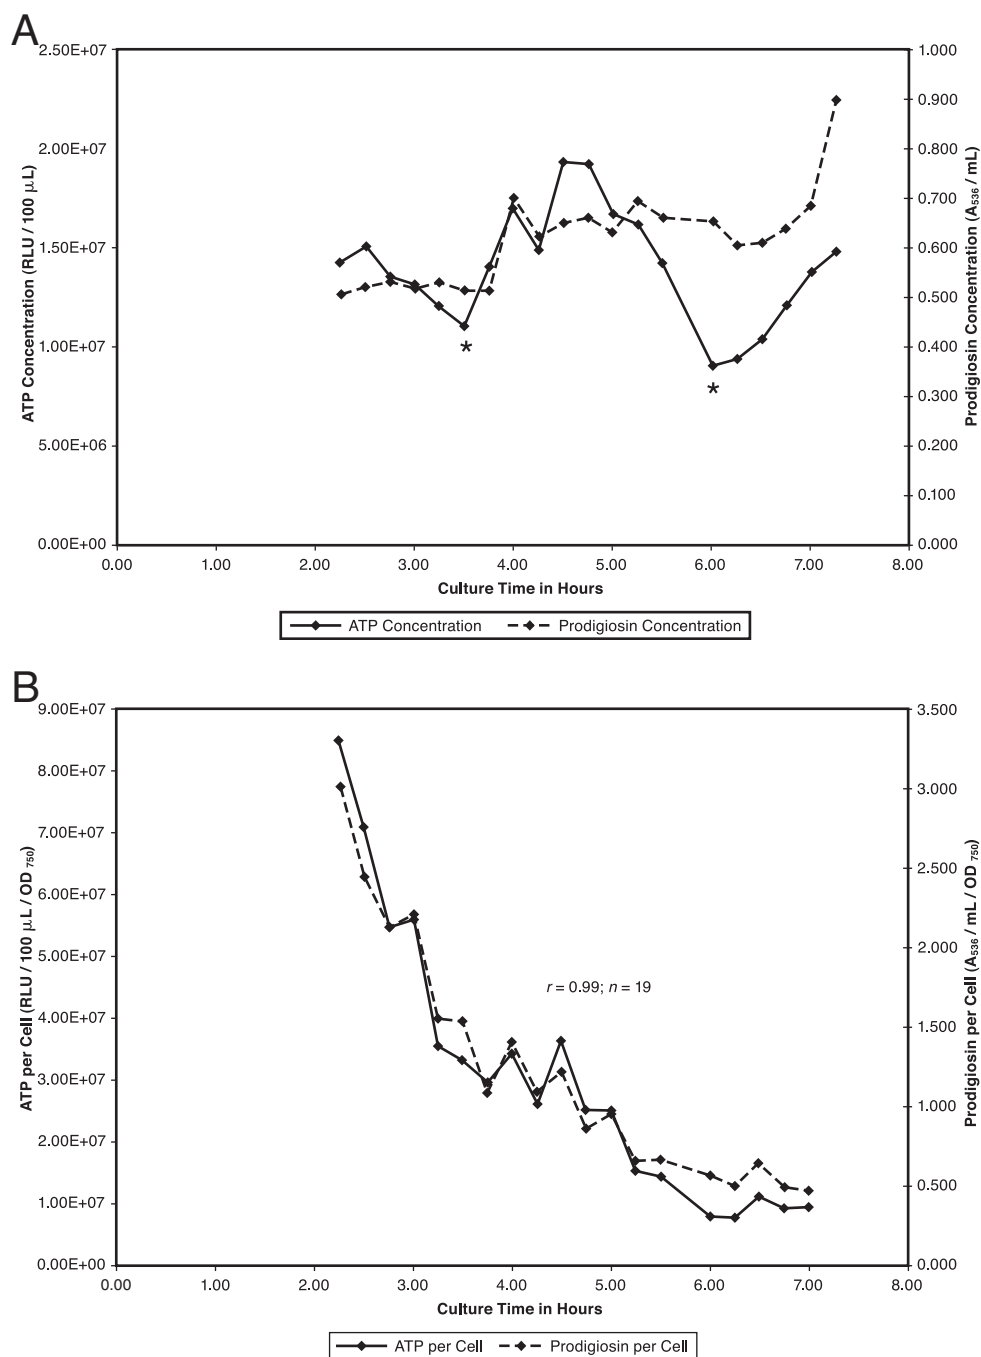 A
2.50E+07
2.00E+07
1.50E+07
1.00E+07
5.00E+06
0.00E+00
ATP Concentration (RLU / 100 μL)
1.000
0.900
0.800
0.700
0.600
0.500
0.400
0.300
0.200
0.100
0.000
Prodigiosin Concentration (A536 / mL)
*
*
0.00 1.00 2.00 3.00 4.00 5.00 6.00 7.00 8.00
Culture Time in Hours
ATP Concentration Prodigiosin Concentration
B
9.00E+07
8.00E+07
7.00E+07
6.00E+07
5.00E+07
4.00E+07
3.00E+07
2.00E+07
1.00E+07
0.00E+00
ATP per Cell (RLU / 100 μL / OD 750)
3.500
3.000
2.500
2.000
1.500
1.000
0.500
0.000
Prodigiosin per Cell (A536 / mL / OD 750)
r = 0.99; n = 19
0.00 1.00 2.00 3.00 4.00 5.00 6.00 7.00 8.00
Culture Time in Hours
ATP per Cell Prodigiosin per Cell